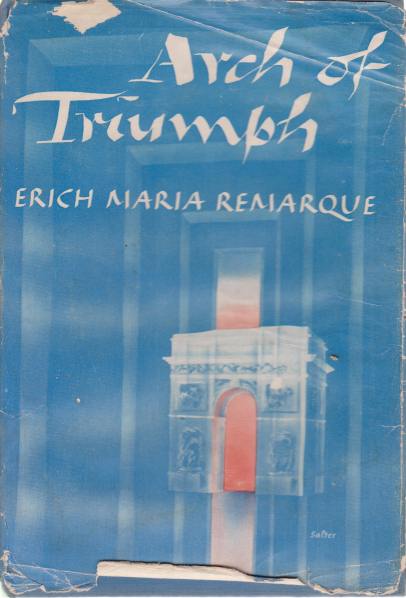 Arch of
Triumph
ERICH MARIA REMARQUE
Salter